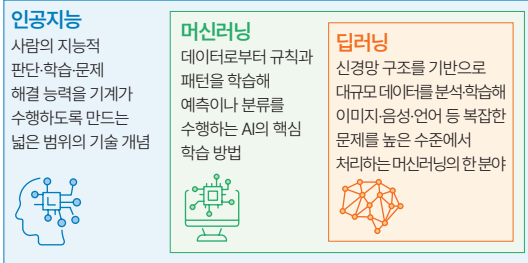 인공지능
사람의 지능적
판단·학습·문제
해결 능력을 기계가
수행하도록 만드는
넓은 범위의 기술 개념
머신러닝
데이터로부터 규칙과
패턴을 학습해
예측이나 분류를
수행하는 AI의 핵심
학습 방법
딥러닝
신경망 구조를 기반으로
대규모 데이터를 분석·학습해
이미지·음성·언어 등 복잡한
문제를 높은 수준에서
처리하는 머신러닝의 한 분야